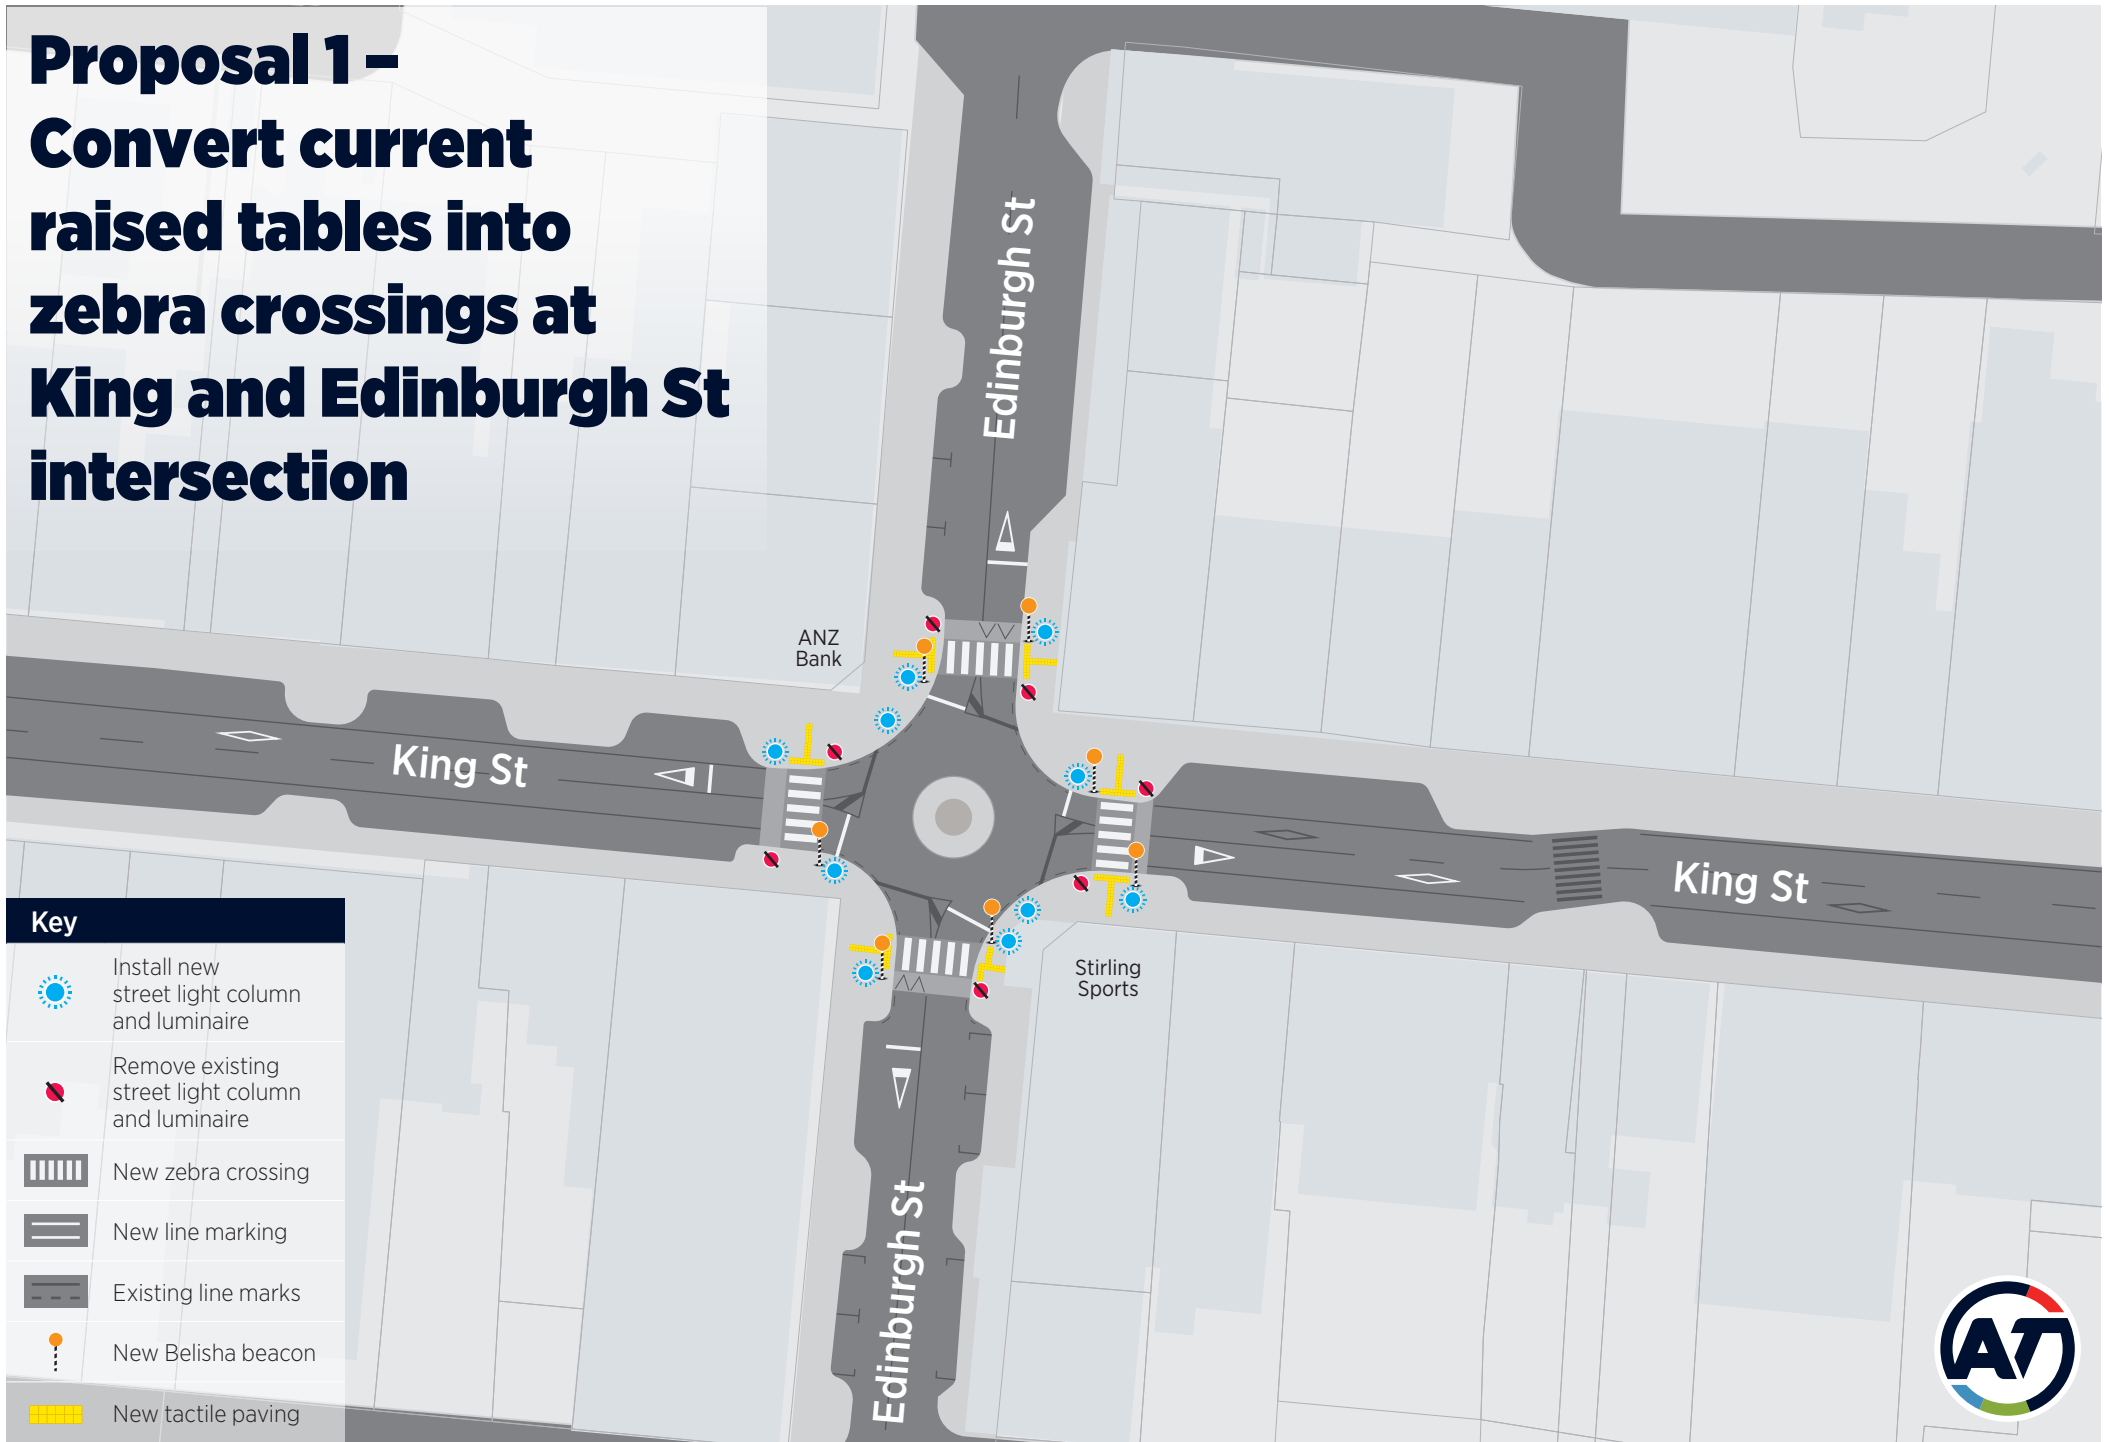 Proposal 1 –
Convert current
raised tables into
zebra crossings at
King and Edinburgh St
intersection
Edinburgh St
ANZ
Bank
King St
King St
Stirling
Sports
Edinburgh St
Key
Install new
street light column
and luminaire
Remove existing
street light column
and luminaire
New zebra crossing
New line marking
Existing line marks
New Belisha beacon
New tactile paving
AT